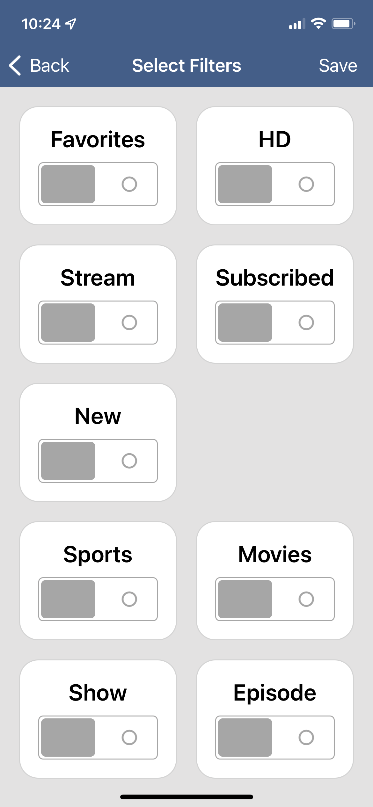 10:24
Back Select Filters Save
Favorites HD
Stream Subscribed
New
Sports Movies
Show Episode